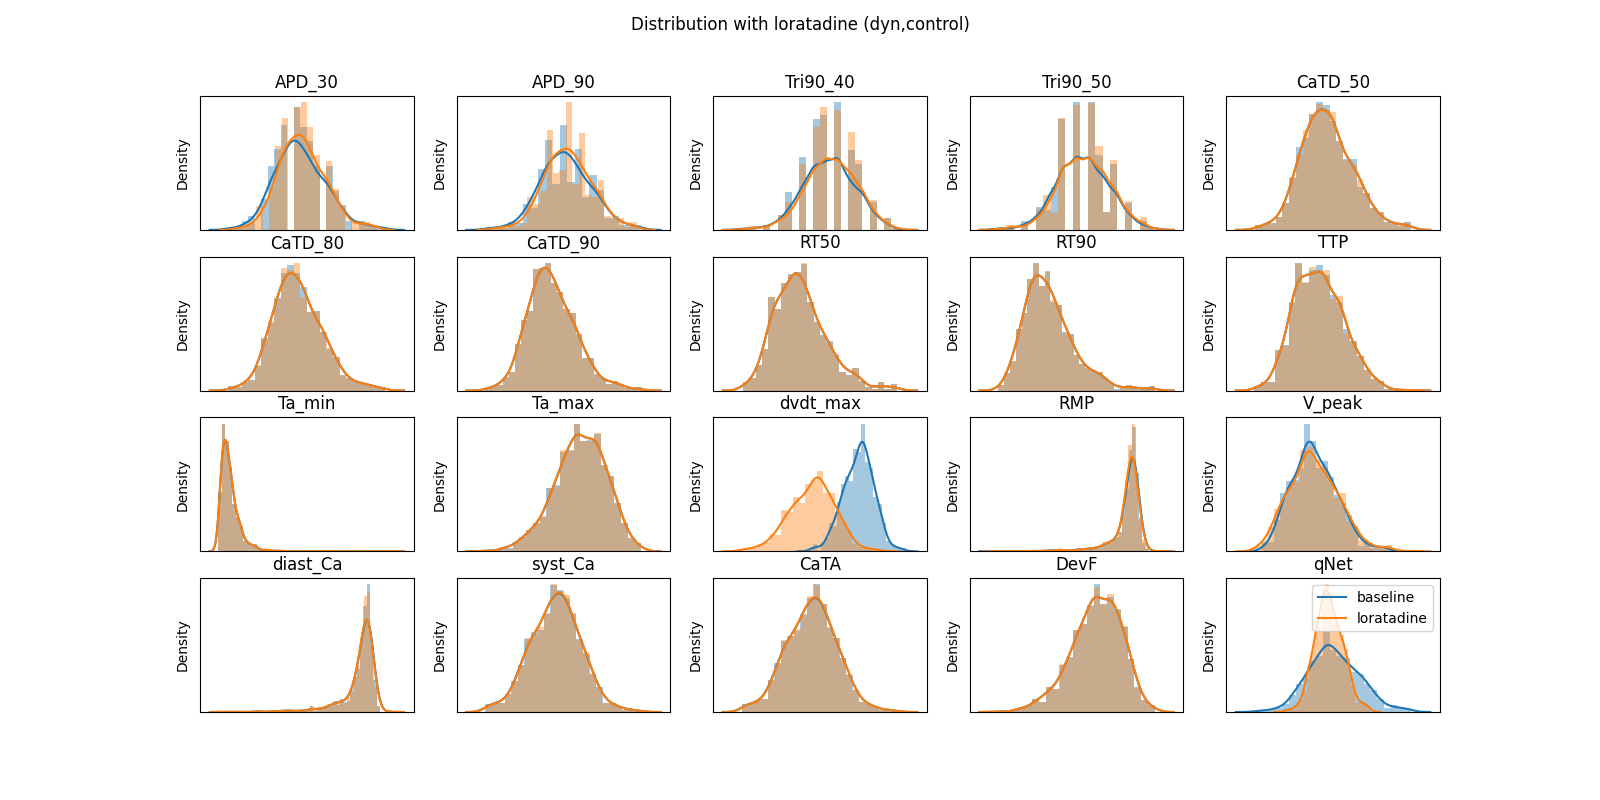 Distribution with loratadine (dyn,control)
APD_30
APD_90
Tri90_40
Tri90_50
CaTD_50
Density
Density
Density
Density
Density
CaTD_80
CaTD_90
RT50
RT90
TTP
Density
Density
Density
Density
Density
Ta_min
Ta_max
dvdt_max
RMP
V_peak
Density
Density
Density
Density
Density
diast_Ca
syst_Ca
CaTA
DevF
qNet
Density
Density
Density
Density
Density
baseline
loratadine